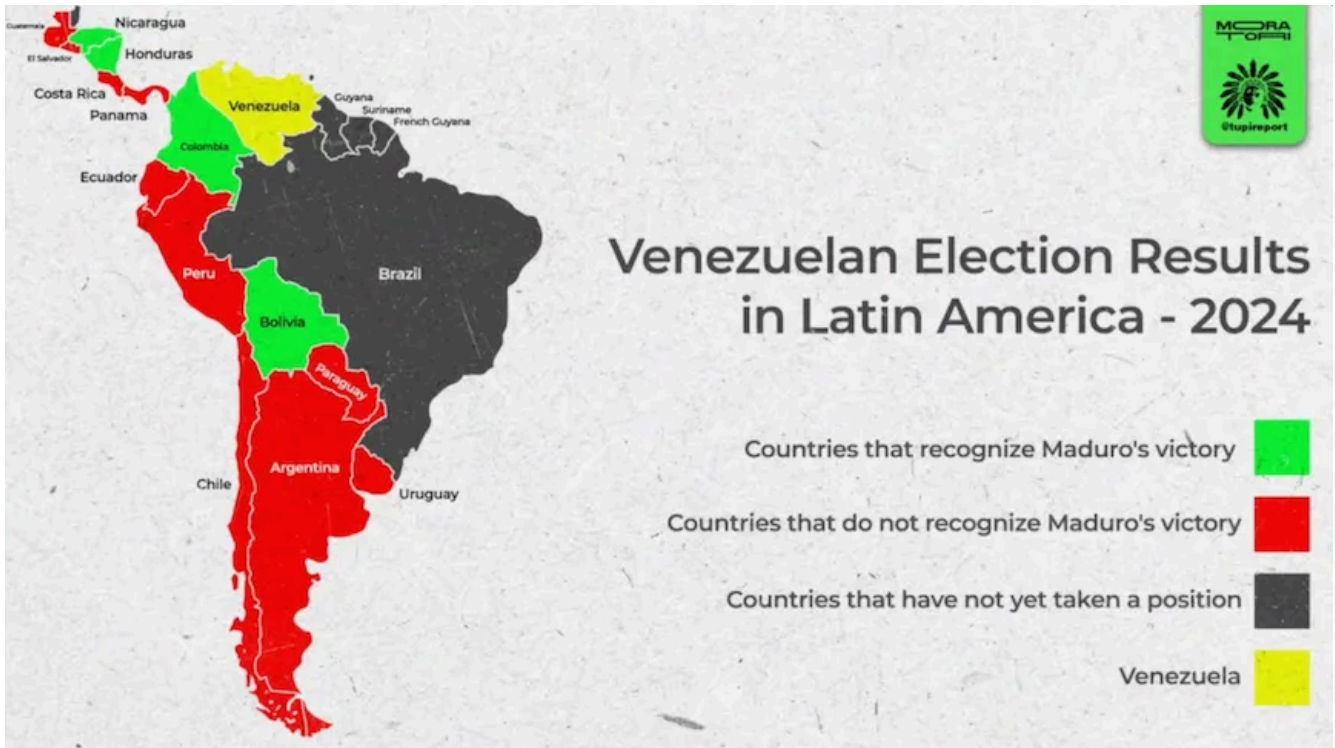 Guatemala
Nicaragua
El Salvador
Honduras
Costa Rica
Panama
Venezuela
Guyana
Suriname
French Guyana
Colombia
Ecuador
Peru
Brazil
Bolivia
Paraguay
Argentina
Chile
Uruguay
MORA
TORI
@tupireport
Venezuelan Election Results
in Latin America - 2024
Countries that recognize Maduro's victory
Countries that do not recognize Maduro's victory
Countries that have not yet taken a position
Venezuela